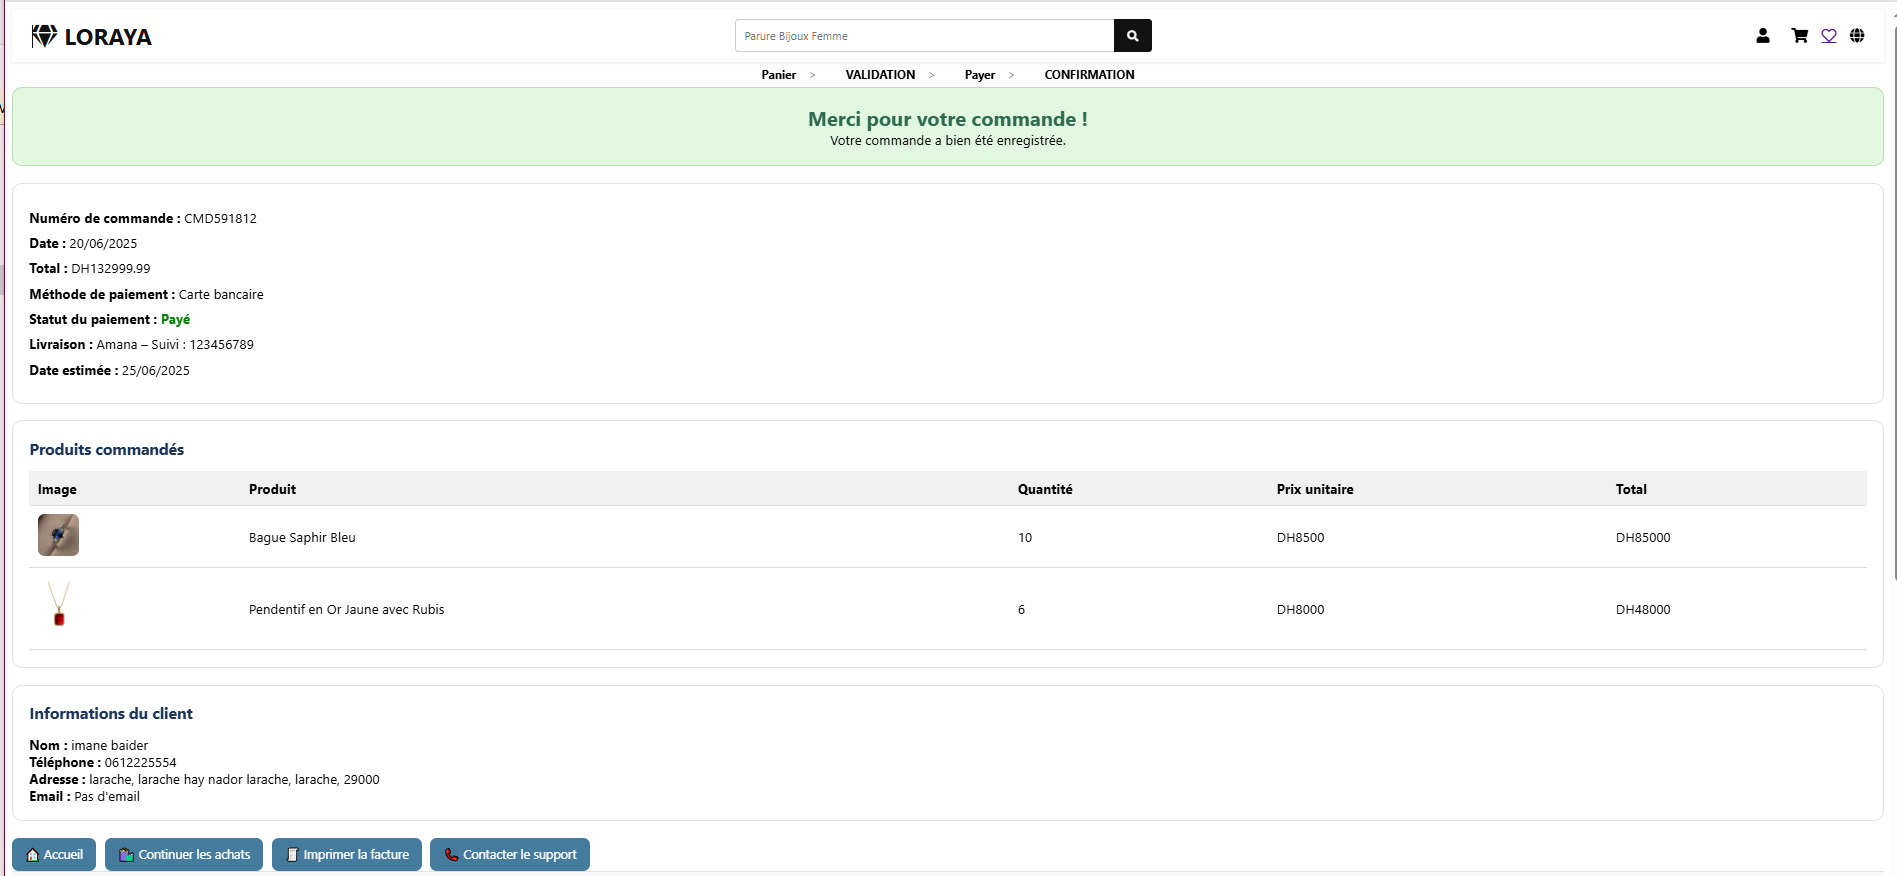 LORAYA
Parure Bijoux Femme
Panier > VALIDATION > Payer > CONFIRMATION
Merci pour votre commande !
Votre commande a bien été enregistrée.
Numéro de commande : CMD591812
Date : 20/06/2025
Total : DH132999.99
Méthode de paiement : Carte bancaire
Statut du paiement : Payé
Livraison : Amana – Suivi : 123456789
Date estimée : 25/06/2025
Produits commandés
Image Produit Quantité Prix unitaire Total
Bague Saphir Bleu 10 DH8500 DH85000
Pendentif en Or Jaune avec Rubis 6 DH8000 DH48000
Informations du client
Nom : imane baider
Téléphone : 0612225554
Adresse : larache, larache hay nador larache, larache, 29000
Email : Pas d'email
Accueil Continuer les achats Imprimer la facture Contacter le support